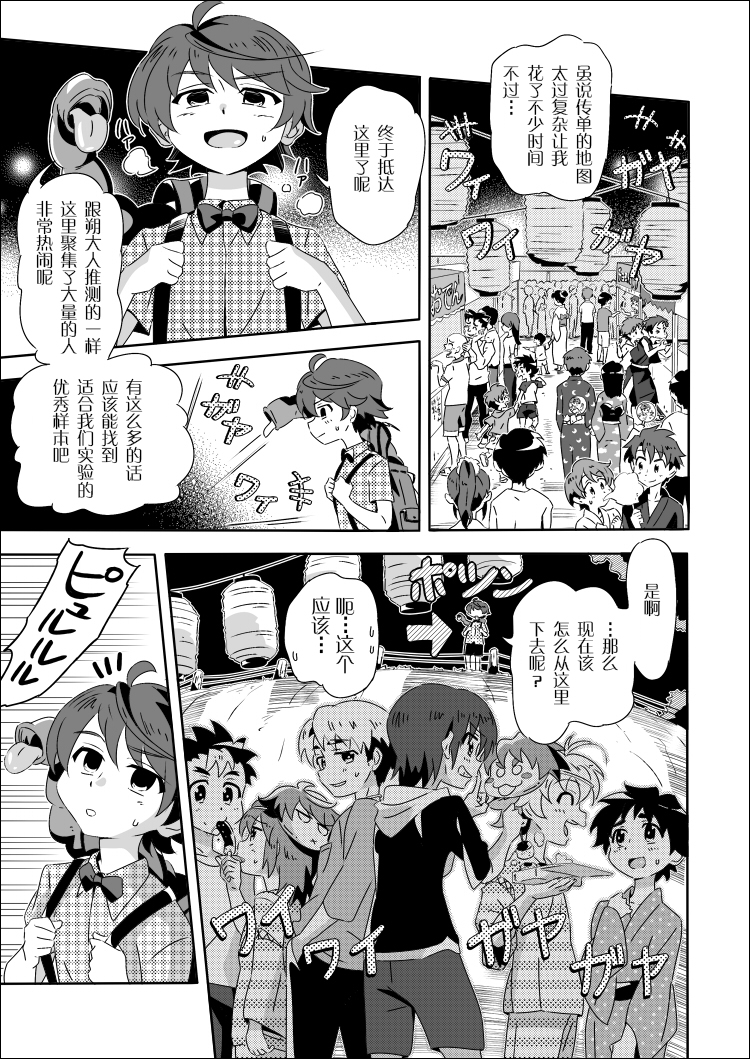 虽说传单的地图
太过复杂让我
花了不少时间
不过…
ガヤ
ワイ
ワイ
ガヤ
おでん
终于抵达
这里了呢
ハァ
ハァ
跟朔大人推测的一样
这里聚集了大量的人
非常热闹呢
有这么多的话
应该能找到
适合我们实验的
优秀样本吧
ガヤ
ワイ
是啊
…那么
现在该
怎么从这里
下去呢?
ポツーン
呃…这个
应该…
ワイ
ワイ
ガヤ
ガヤ
ピュルルル